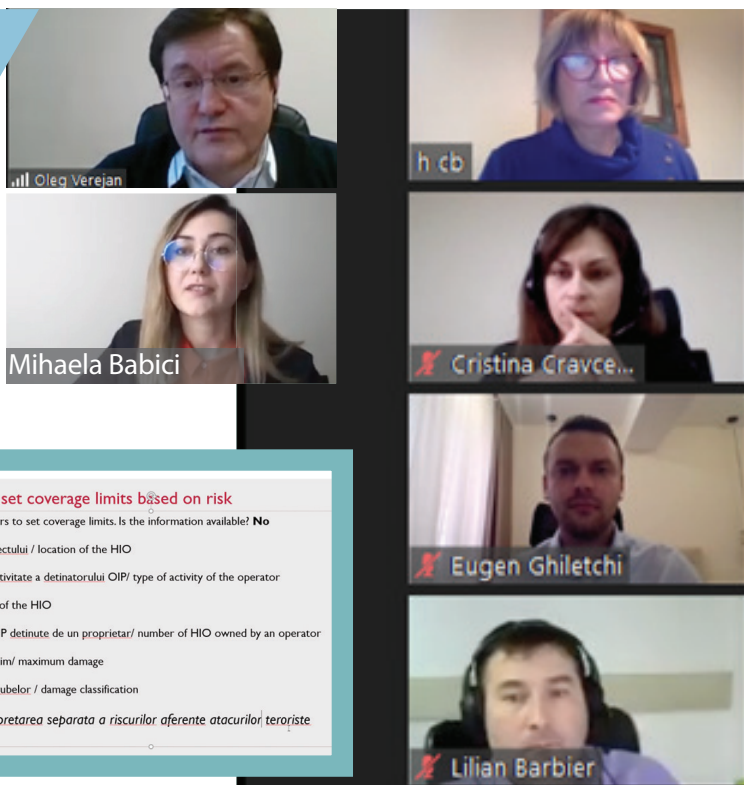 Oleg Verejan
h cb
Mihaela Babici
Cristina Cravce...
Eugen Ghiletchi
Lilian Barbier
set coverage limits based on risk
rs to set coverage limits. Is the information available? No
ectului / location of the HIO
tivitate a detinatorului OIP/ type of activity of the operator
of the HIO
P detinute de un proprietar/ number of HIO owned by an operator
im/ maximum damage
ubelor / damage classification
pretarea separata a riscurilor aferente atacurilor teroriste